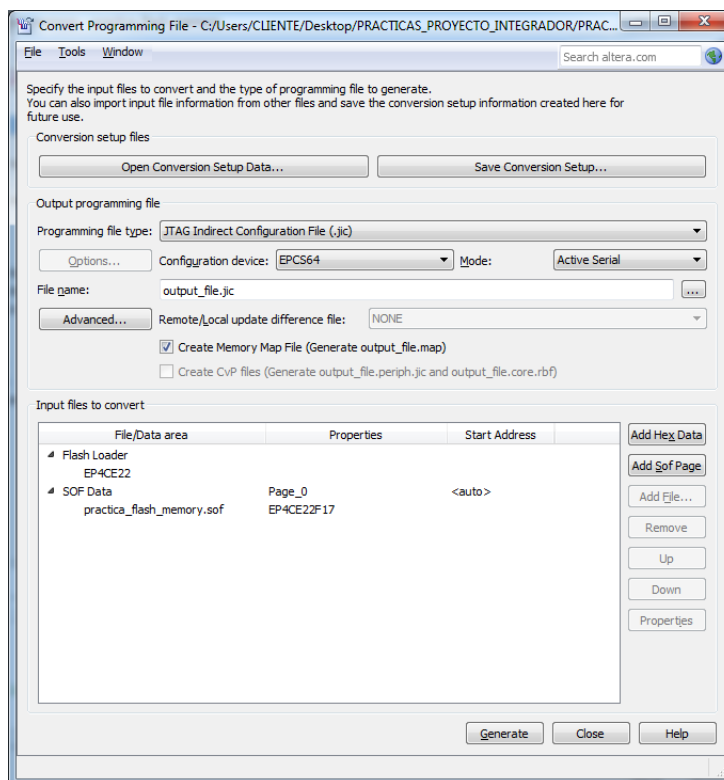 Convert Programming File - C:/Users/CLIENTE/Desktop/PRACTICAS_PROYECTO_INTEGRADOR/PRAC...
File Tools Window
Search altera.com
Specify the input files to convert and the type of programming file to generate.
You can also import input file information from other files and save the conversion setup information created here for
future use.
Conversion setup files
Open Conversion Setup Data... Save Conversion Setup...
Output programming file
Programming file type: JTAG Indirect Configuration File (.jic)
Options... Configuration device: EPCS64 Mode: Active Serial
File name: output_file.jic ...
Advanced... Remote/Local update difference file: NONE
Create Memory Map File (Generate output_file.map)
Create CvP files (Generate output_file.periph.jic and output_file.core.rbf)
Input files to convert
File/Data area Properties Start Address
Add Hex Data
Flash Loader
EP4CE22
Add Sof Page
SOF Data Page_0 <auto>
Add File...
practica_flash_memory.sof EP4CE22F17
Remove
Up
Down
Properties
Generate Close Help